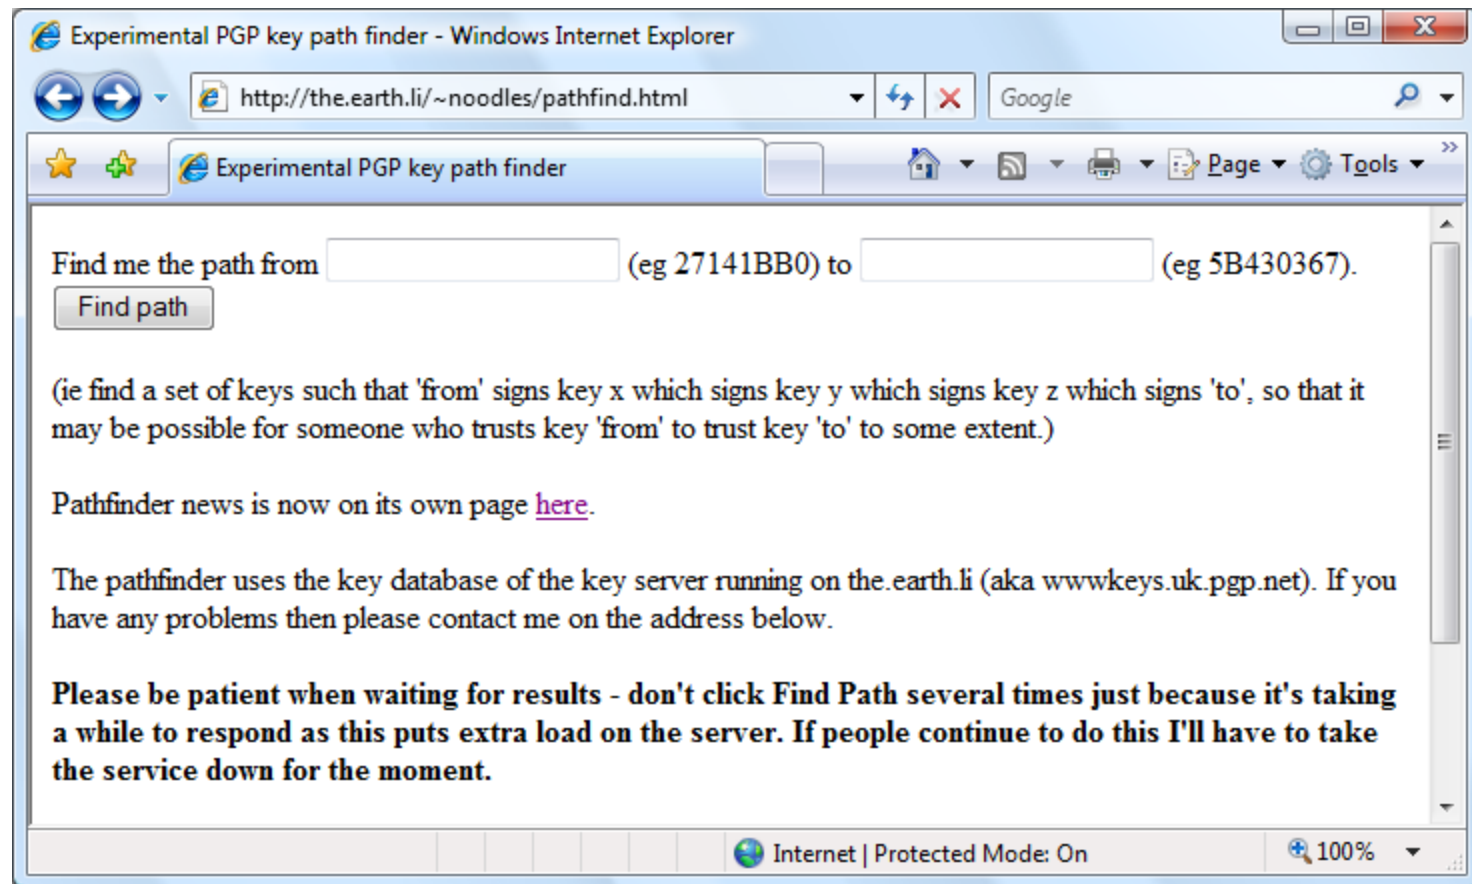 Experimental PGP key path finder - Windows Internet Explorer
http://the.earth.li/~noodles/pathfind.html
Google
Experimental PGP key path finder
Page
Tools
Find me the path from (eg 27141BB0) to (eg 5B430367).
Find path
(ie find a set of keys such that 'from' signs key x which signs key y which signs key z which signs 'to', so that it
may be possible for someone who trusts key 'from' to trust key 'to' to some extent.)
Pathfinder news is now on its own page here.
The pathfinder uses the key database of the key server running on the.earth.li (aka wwwkeys.uk.pgp.net). If you
have any problems then please contact me on the address below.
Please be patient when waiting for results - don't click Find Path several times just because it's taking
a while to respond as this puts extra load on the server. If people continue to do this I'll have to take
the service down for the moment.
Internet | Protected Mode: On
100%